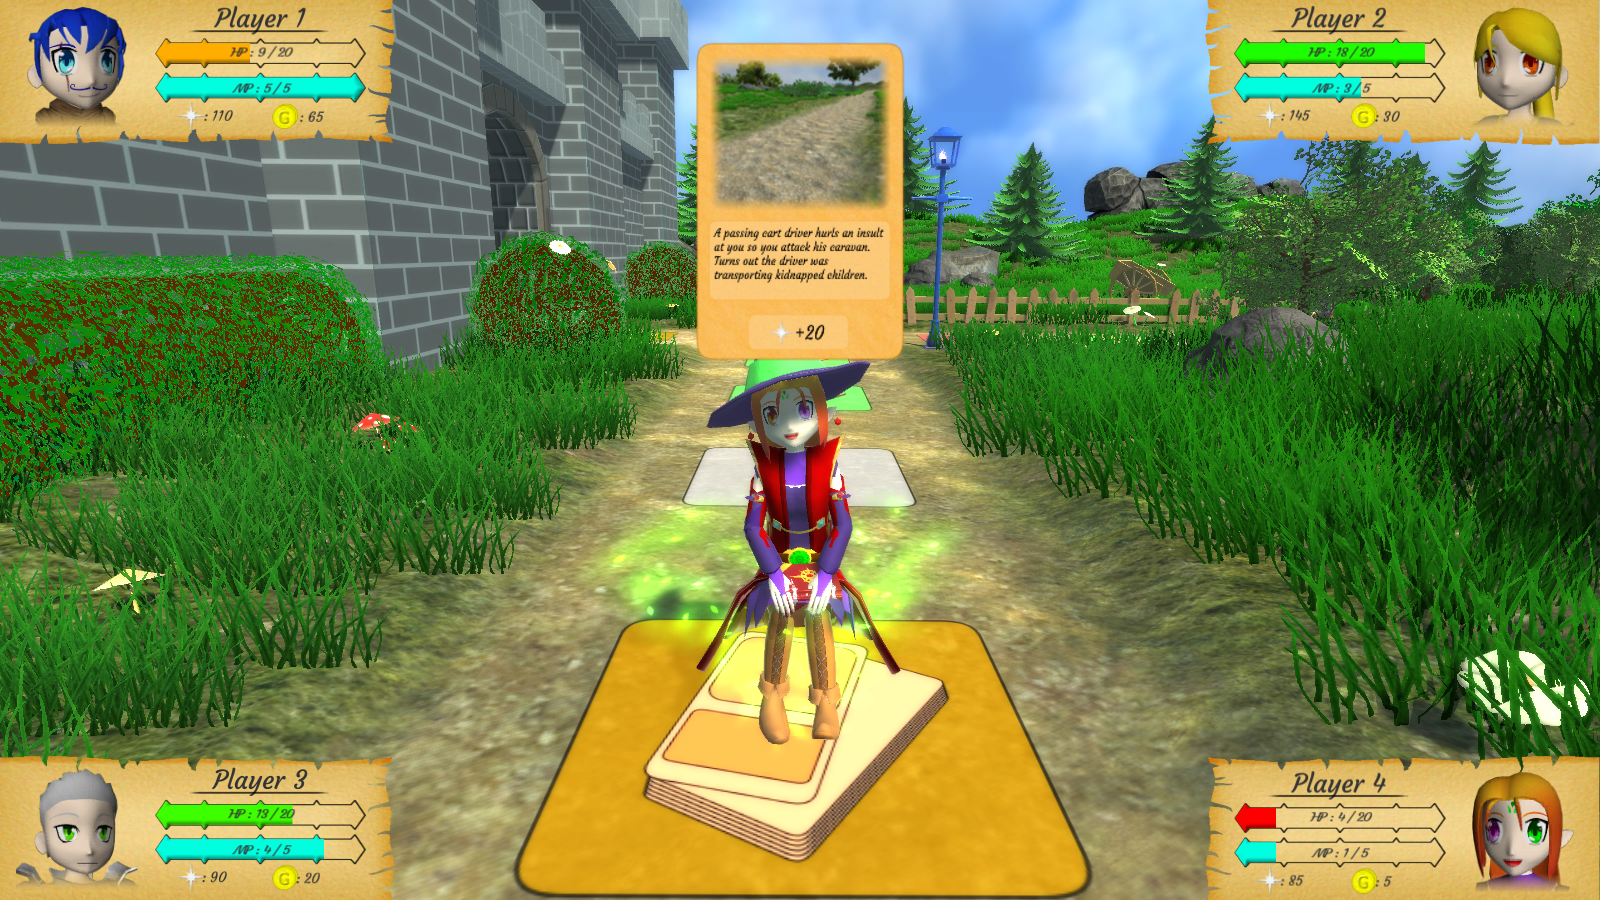 Player 1
HP : 9 / 20
MP : 5 / 5
: 110
G : 65
Player 2
HP : 18 / 20
MP : 3 / 5
: 145
G : 30
A passing cart driver hurls an insult
at you so you attack his caravan.
Turns out the driver was
transporting kidnapped children.
+20
Player 3
HP : 13 / 20
MP : 4 / 5
: 90
G : 20
Player 4
HP : 4 / 20
MP : 1 / 5
: 85
G : 5